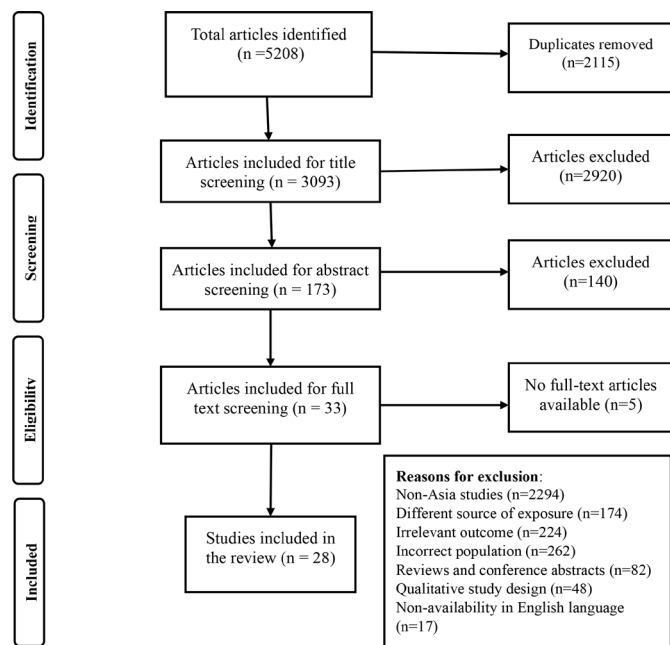 Identification
Total articles identified
(n =5208)
Duplicates removed
(n=2115)
Articles included for title
screening (n = 3093)
Articles excluded
(n=2920)
Screening
Articles included for abstract
screening (n = 173)
Articles excluded
(n=140)
Eligibility
Articles included for full
text screening (n = 33)
No full-text articles
available (n=5)
Included
Studies included in
the review (n = 28)
Reasons for exclusion:
Non-Asia studies (n=2294)
Different source of exposure (n=174)
Irrelevant outcome (n=224)
Incorrect population (n=262)
Reviews and conference abstracts (n=82)
Qualitative study design (n=48)
Non-availability in English language
(n=17)